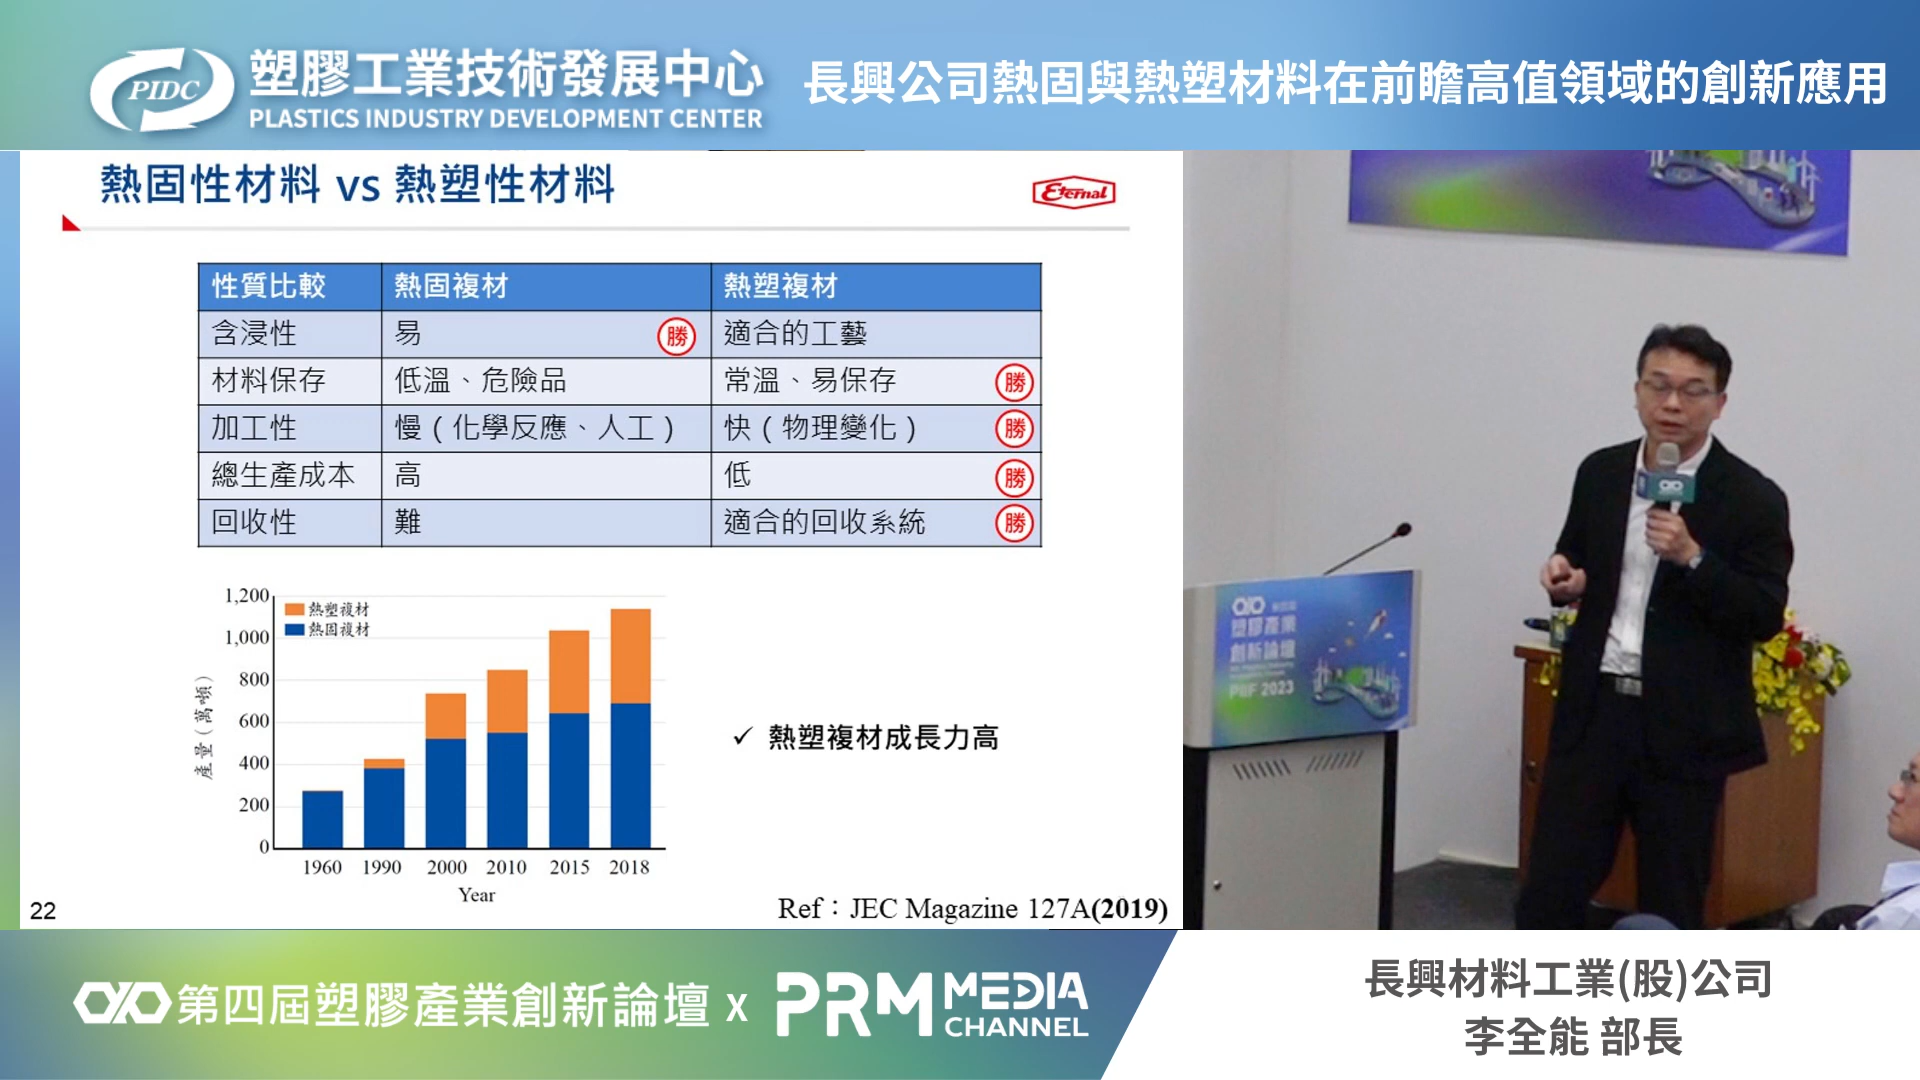 PIDC
塑膠工業技術發展中心
PLASTICS INDUSTRY DEVELOPMENT CENTER
長興公司熱固與熱塑材料在前瞻高值領域的創新應用
熱固性材料 vs 熱塑性材料
Eternal
性質比較 熱固複材 熱塑複材
含浸性 易 勝 適合的工藝
材料保存 低溫、危險品 常溫、易保存 勝
加工性 慢(化學反應、人工) 快(物理變化) 勝
總生產成本 高 低 勝
回收性 難 適合的回收系統 勝
1,200
1,000
800
600
400
200
0
熱塑複材
熱固複材
產量(萬噸)
1960 1990 2000 2010 2015 2018
Year
✓ 熱塑複材成長力高
22
Ref:JEC Magazine 127A(2019)
塑膠產業
創新論壇
PIIF 2023
第四屆塑膠產業創新論壇 x PRM MEDIA CHANNEL
長興材料工業(股)公司
李全能 部長